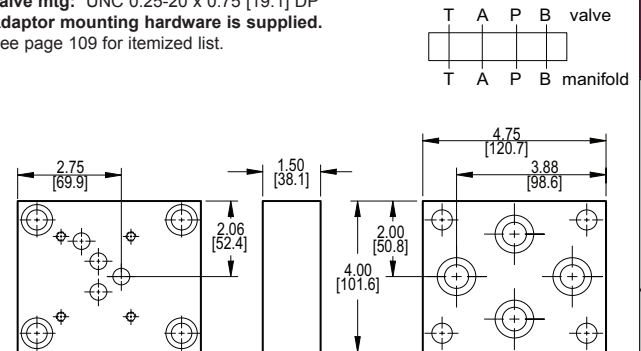 valve mtg: UNC 0.25-20 x 0.75 [19.1] DP
adaptor mounting hardware is supplied.
see page 109 for itemized list.
T A P B valve
T A P B manifold
4.75
[120.7]
2.75
[69.9]
1.50
[38.1]
3.88
[98.6]
2.06
[52.4]
2.00
[50.8]
4.00
[101.6]